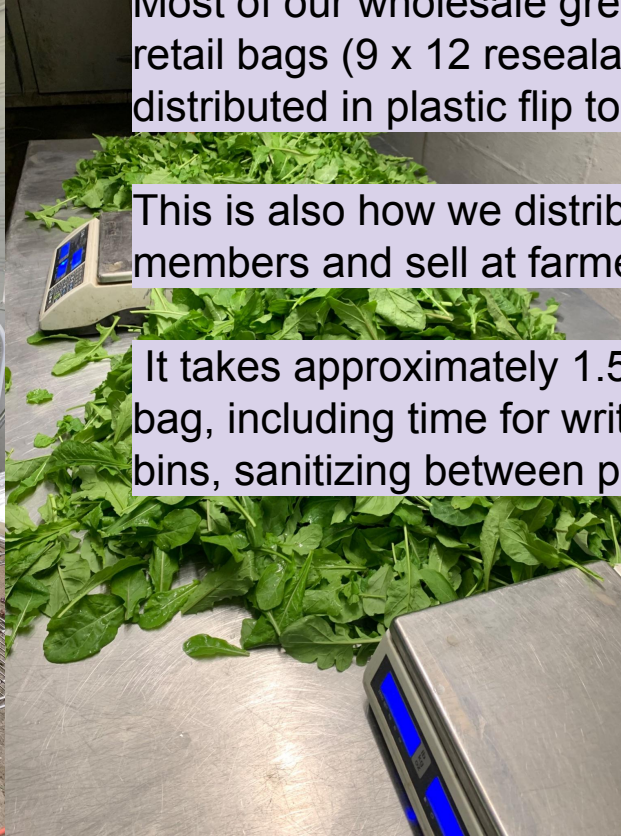 Most of our wholesale gre
retail bags (9 x 12 reseala
distributed in plastic flip to
This is also how we distrib
members and sell at farme
It takes approximately 1.5
bag, including time for writ
bins, sanitizing between p